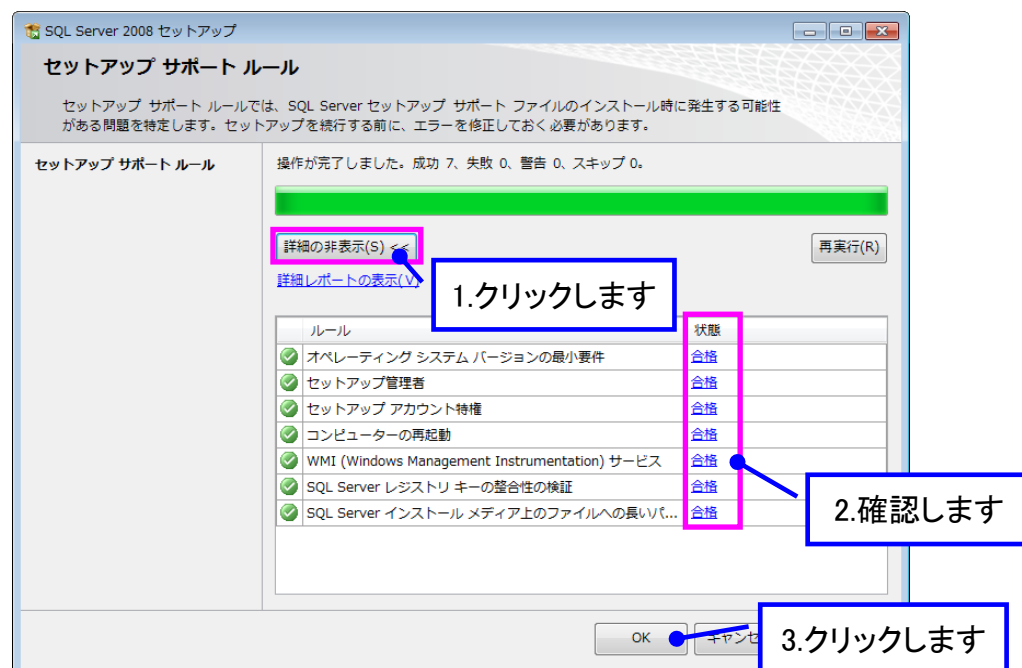 SQL Server 2008 セットアップ
セットアップ サポート ルール
セットアップ サポート ルールでは、SQL Server セットアップ サポート ファイルのインストール時に発生する可能性
がある問題を特定します。セットアップを続行する前に、エラーを修正しておく必要があります。
セットアップ サポート ルール
操作が完了しました。成功 7、失敗 0、警告 0、スキップ 0。
詳細の非表示(S) <<
再実行(R)
詳細レポートの表示(V)
1.クリックします
ルール 状態
オペレーティング システム バージョンの最小要件 合格
セットアップ管理者 合格
セットアップ アカウント特権 合格
コンピューターの再起動 合格
WMI (Windows Management Instrumentation) サービス 合格
SQL Server レジストリ キーの整合性の検証 合格
SQL Server インストール メディア上のファイルへの長いパ... 合格
2.確認します
OK
キャンセ
3.クリックします